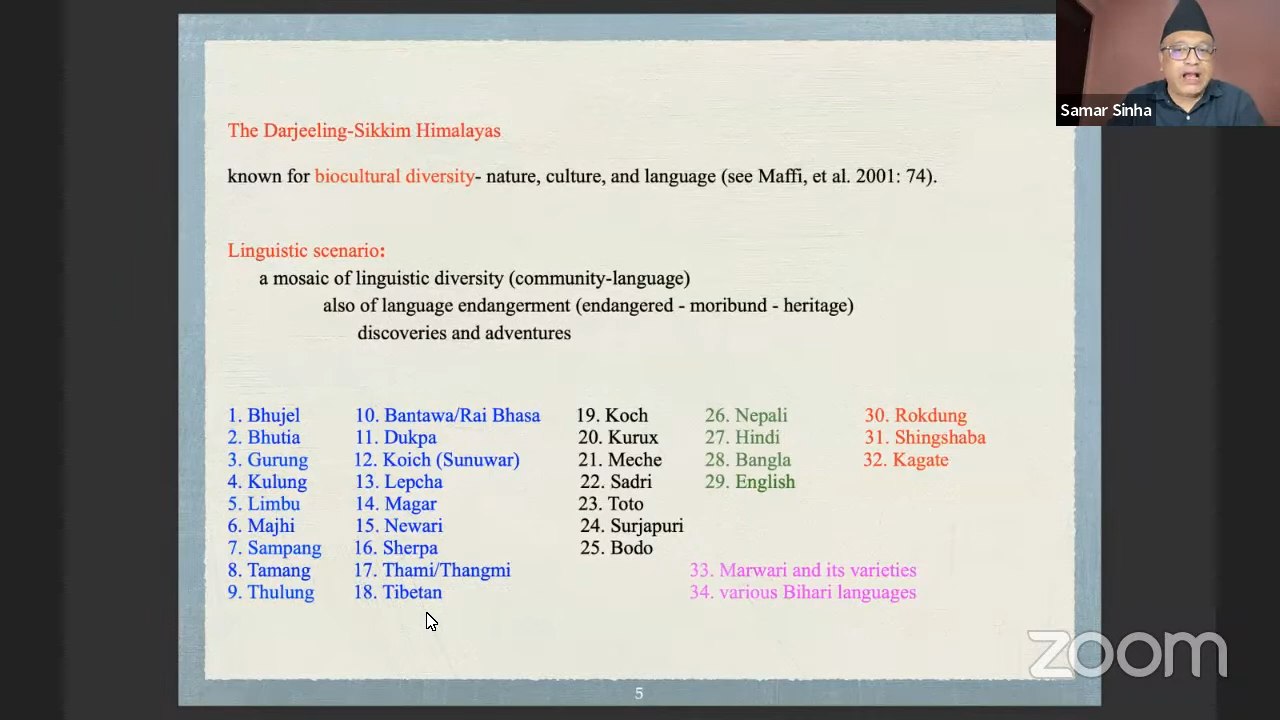 The Darjeeling-Sikkim Himalayas
known for biocultural diversity- nature, culture, and language (see Maffi, et al. 2001: 74).
Linguistic scenario:
a mosaic of linguistic diversity (community-language)
also of language endangerment (endangered - moribund - heritage)
discoveries and adventures
1. Bhujel
2. Bhutia
3. Gurung
4. Kulung
5. Limbu
6. Majhi
7. Sampang
8. Tamang
9. Thulung
10. Bantawa/Rai Bhasa
11. Dukpa
12. Koich (Sunuwar)
13. Lepcha
14. Magar
15. Newari
16. Sherpa
17. Thami/Thangmi
18. Tibetan
19. Koch
20. Kurux
21. Meche
22. Sadri
23. Toto
24. Surjapuri
25. Bodo
26. Nepali
27. Hindi
28. Bangla
29. English
30. Rokdung
31. Shingshaba
32. Kagate
33. Marwari and its varieties
34. various Bihari languages
5
Samar Sinha
zoom